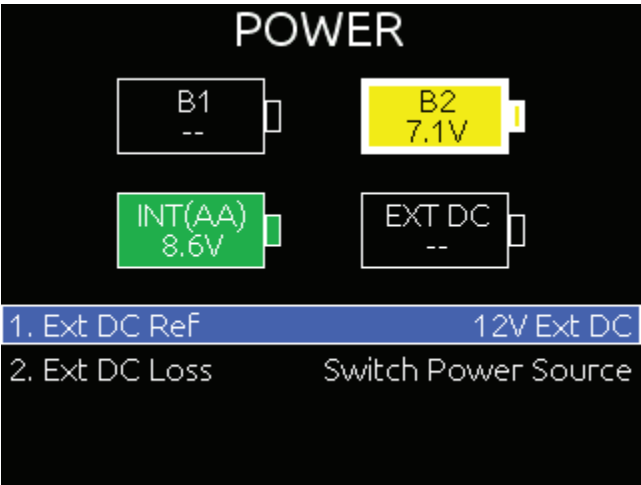 POWER
B1
--
B2
7.1V
INT(AA)
8.6V
EXT DC
--
1. Ext DC Ref 12V Ext DC
2. Ext DC Loss Switch Power Source